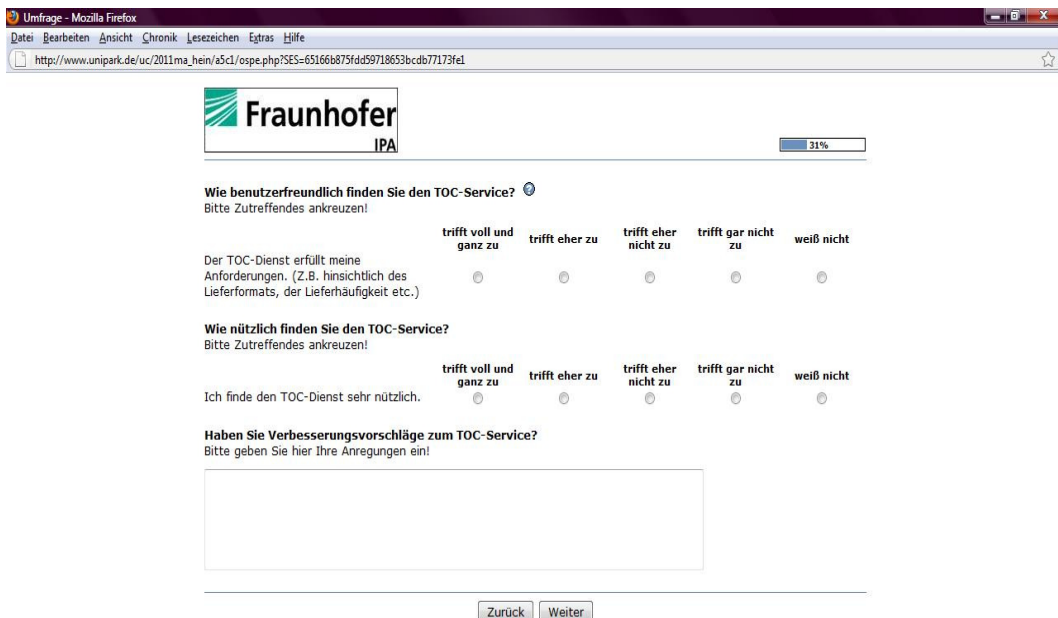 Umfrage - Mozilla Firefox
Datei Bearbeiten Ansicht Chronik Lesezeichen Extras Hilfe
http://www.unipark.de/uc/2011ma_hein/a5c1/ospe.php?SES=65166b875fdd59718653bcdb77173fe1
Fraunhofer
IPA
31%
Wie benutzerfreundlich finden Sie den TOC-Service? ?
Bitte Zutreffendes ankreuzen!
trifft voll und ganz zu trifft eher zu trifft eher nicht zu trifft gar nicht zu weiß nicht
Der TOC-Dienst erfüllt meine
Anforderungen. (Z.B. hinsichtlich des
Lieferformats, der Lieferhäufigkeit etc.)
Wie nützlich finden Sie den TOC-Service?
Bitte Zutreffendes ankreuzen!
trifft voll und ganz zu trifft eher zu trifft eher nicht zu trifft gar nicht zu weiß nicht
Ich finde den TOC-Dienst sehr nützlich.
Haben Sie Verbesserungsvorschläge zum TOC-Service?
Bitte geben Sie hier Ihre Anregungen ein!
Zurück Weiter